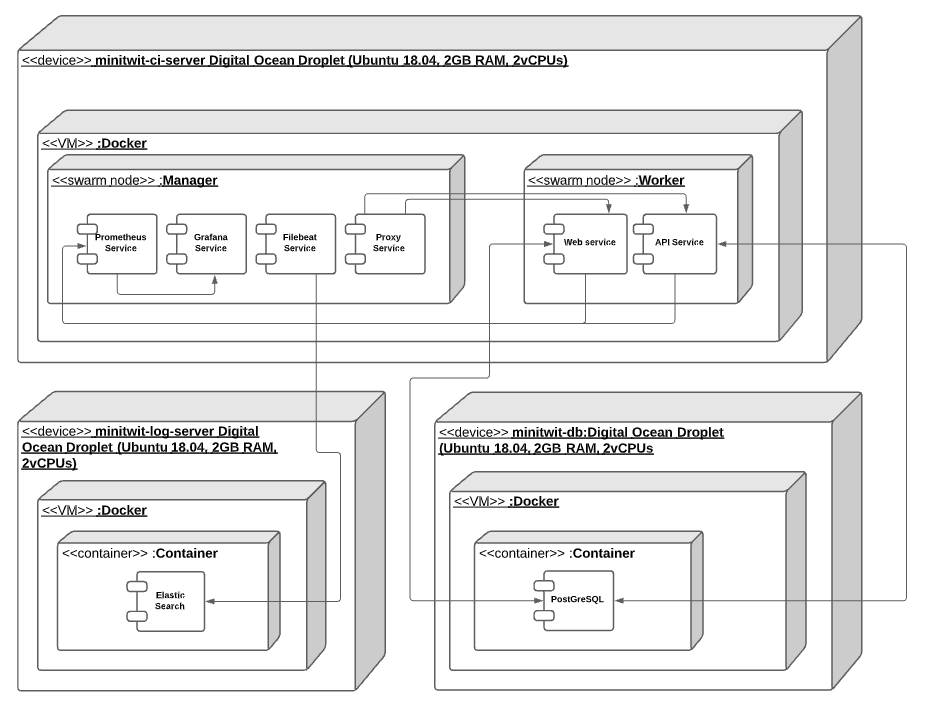 <<device>> minitwit-ci-server Digital Ocean Droplet (Ubuntu 18.04, 2GB RAM, 2vCPUs)
<<VM>> :Docker
<<swarm node>> :Manager
<<swarm node>> :Worker
Prometheus
Service
Grafana
Service
Filebeat
Service
Proxy
Service
Web service
API Service
<<device>> minitwit-log-server Digital
Ocean Droplet (Ubuntu 18.04, 2GB RAM,
2vCPUs)
<<VM>> :Docker
<<container>> :Container
Elastic
Search
<<device>> minitwit-db:Digital Ocean Droplet
(Ubuntu 18.04, 2GB RAM, 2vCPUs
<<VM>> :Docker
<<container>> :Container
PostGreSQL